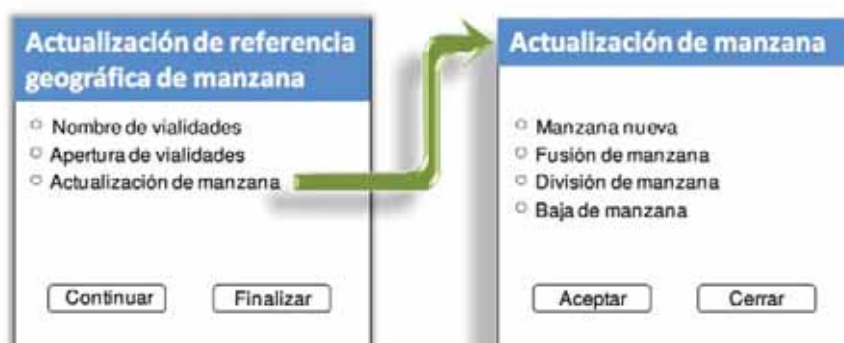 Actualización de referencia
geográfica de manzana
Nombre de vialidades
Apertura de vialidades
Actualización de manzana
Continuar
Finalizar
Actualización de manzana
Manzana nueva
Fusión de manzana
División de manzana
Baja de manzana
Aceptar
Cerrar